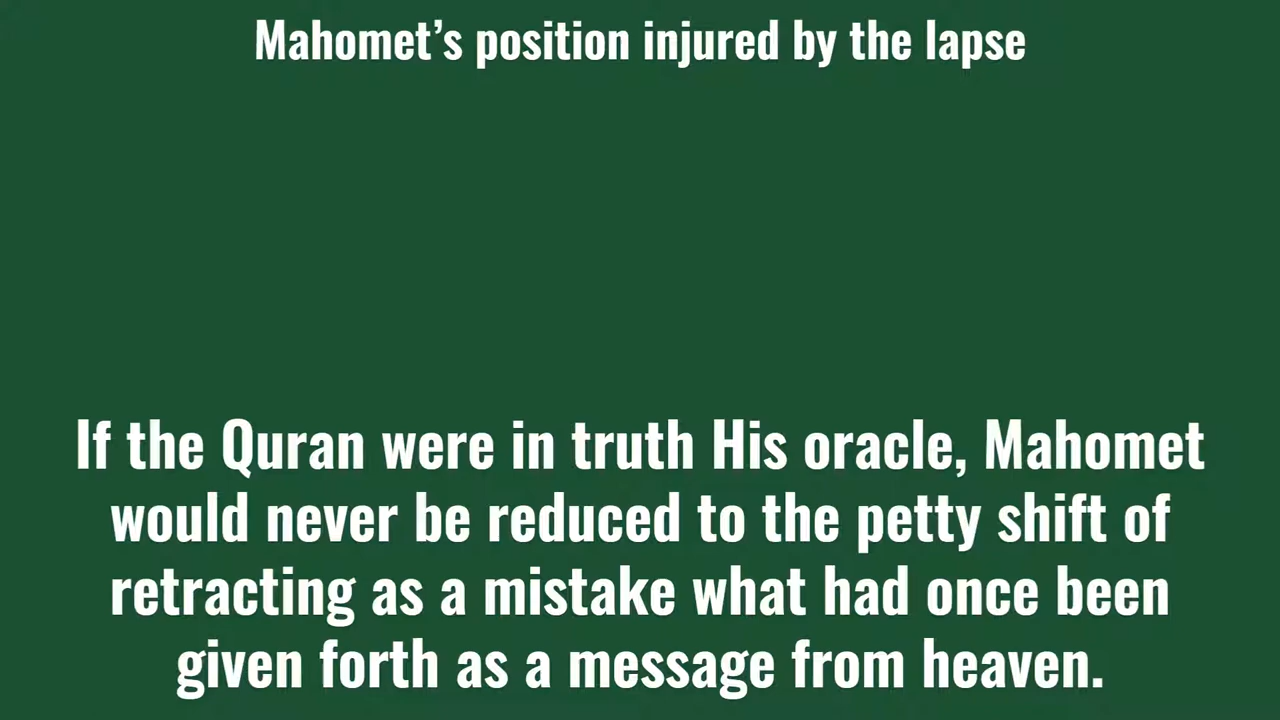 Mahomet’s position injured by the lapse
If the Quran were in truth His oracle, Mahomet
would never be reduced to the petty shift of
retracting as a mistake what had once been
given forth as a message from heaven.